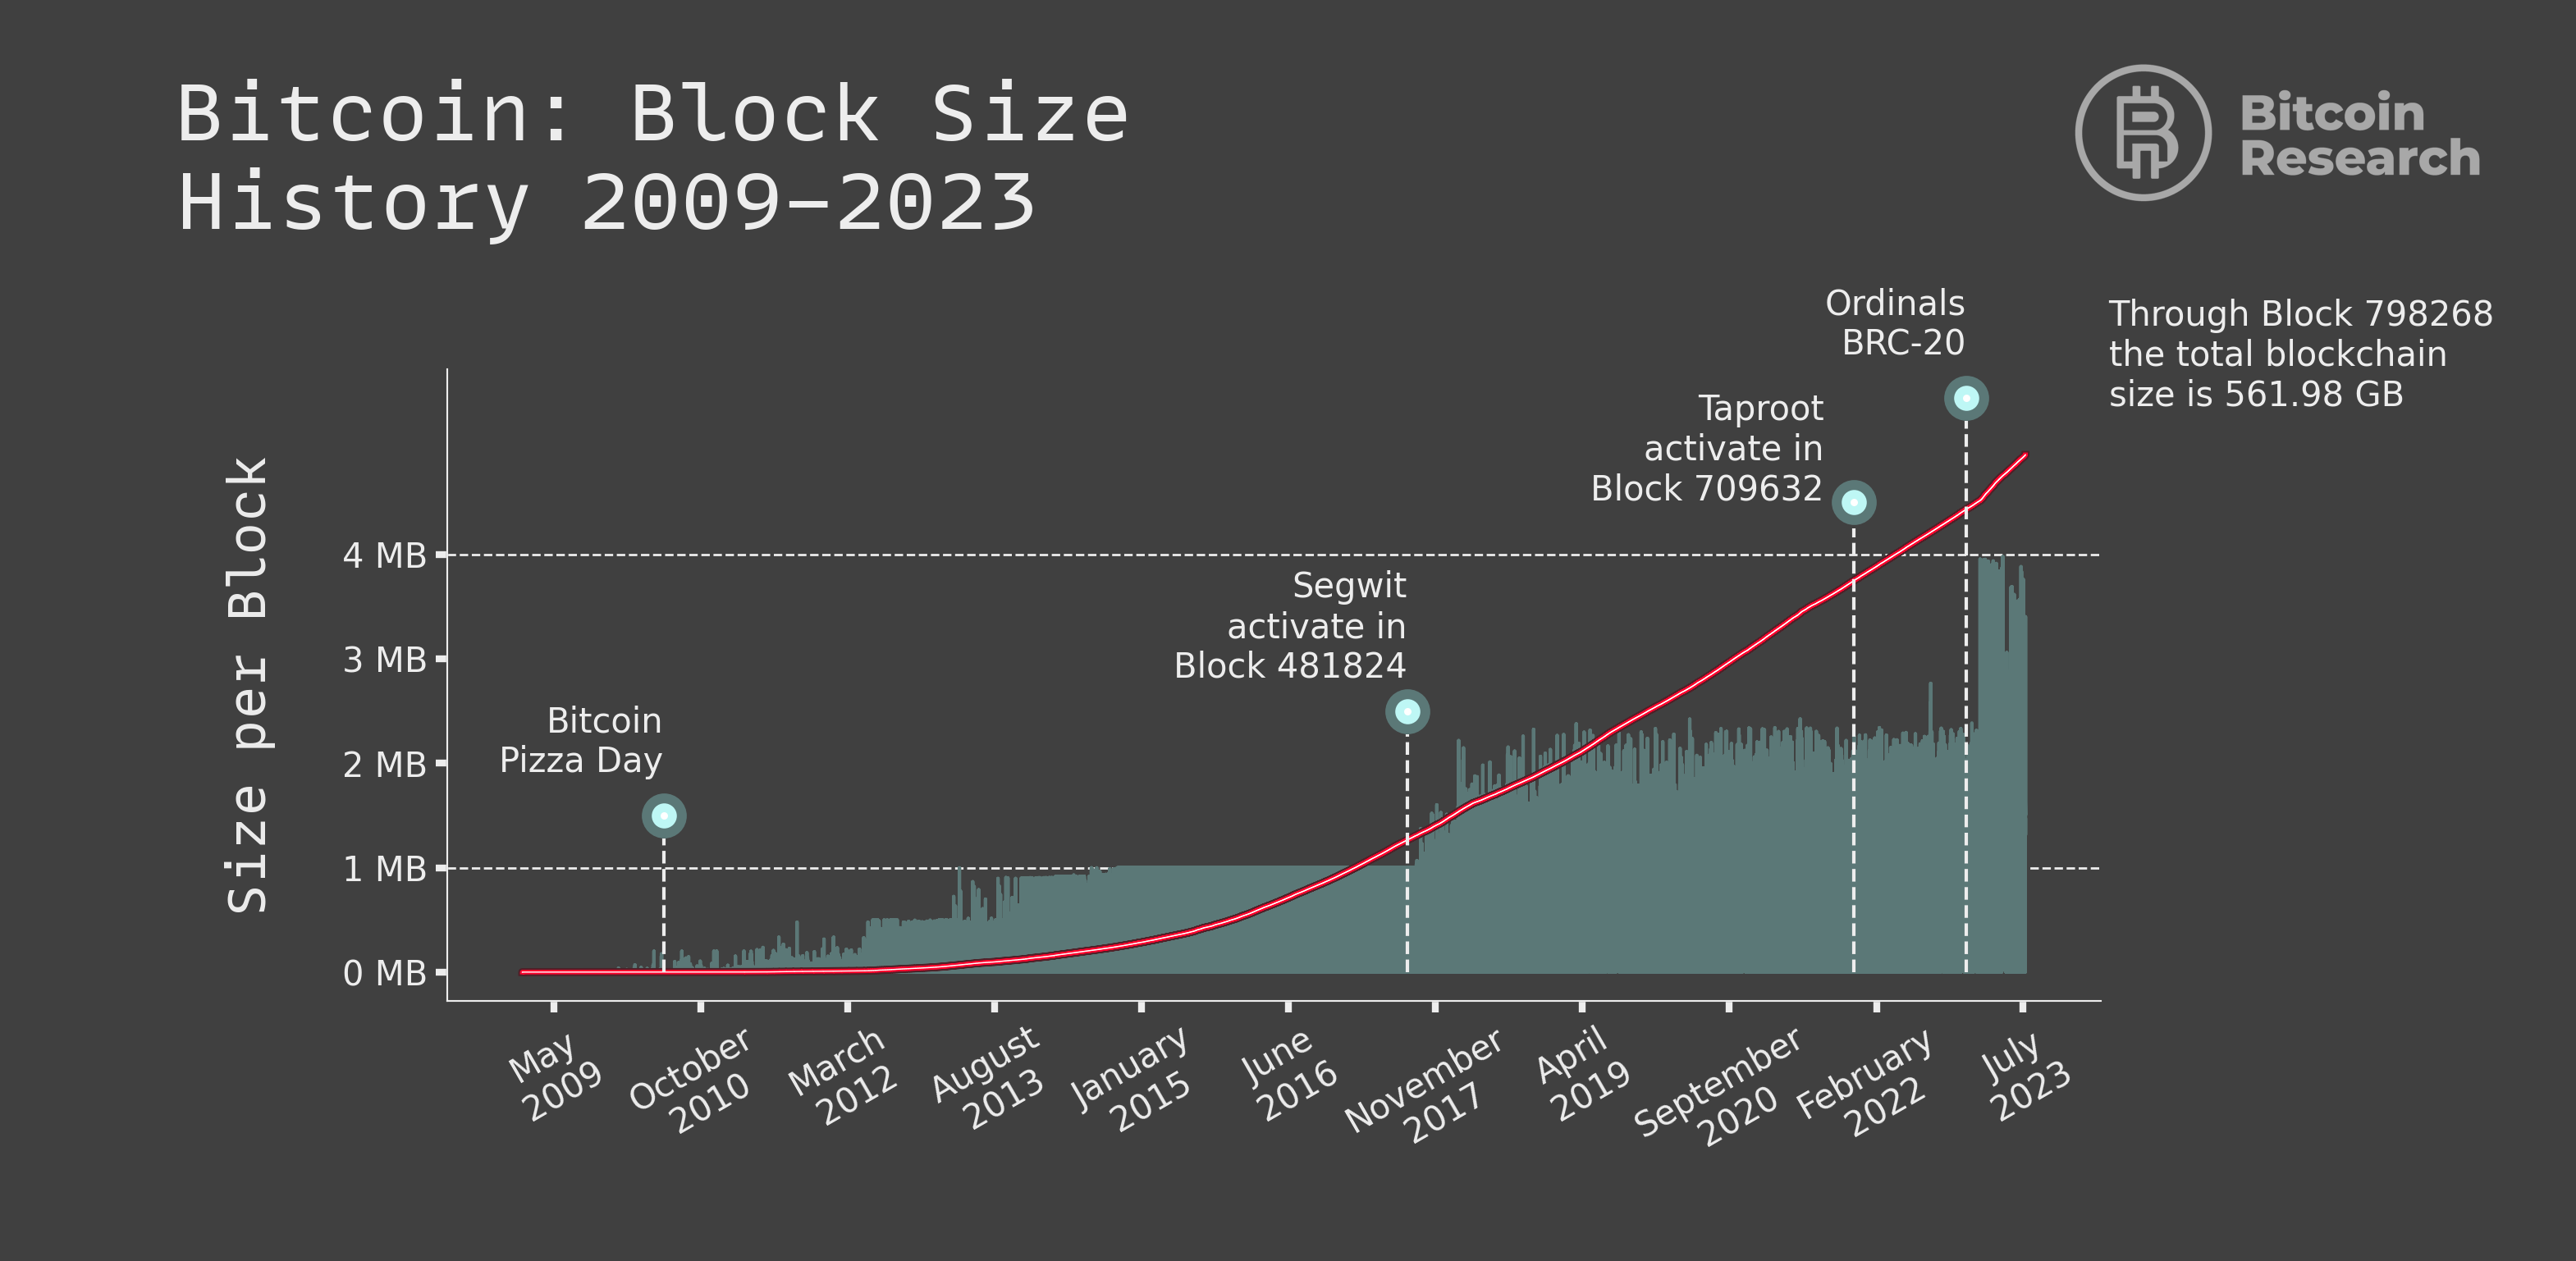 Bitcoin: Block Size
History 2009-2023
Bitcoin
Research
Ordinals
BRC-20
Through Block 798268
the total blockchain
size is 561.98 GB
Taproot
activate in
Block 709632
Segwit
activate in
Block 481824
Bitcoin
Pizza Day
Size per Block
4 MB
3 MB
2 MB
1 MB
0 MB
May
2009
October
2010
March
2012
August
2013
January
2015
June
2016
November
2017
April
2019
September
2020
February
2022
July
2023